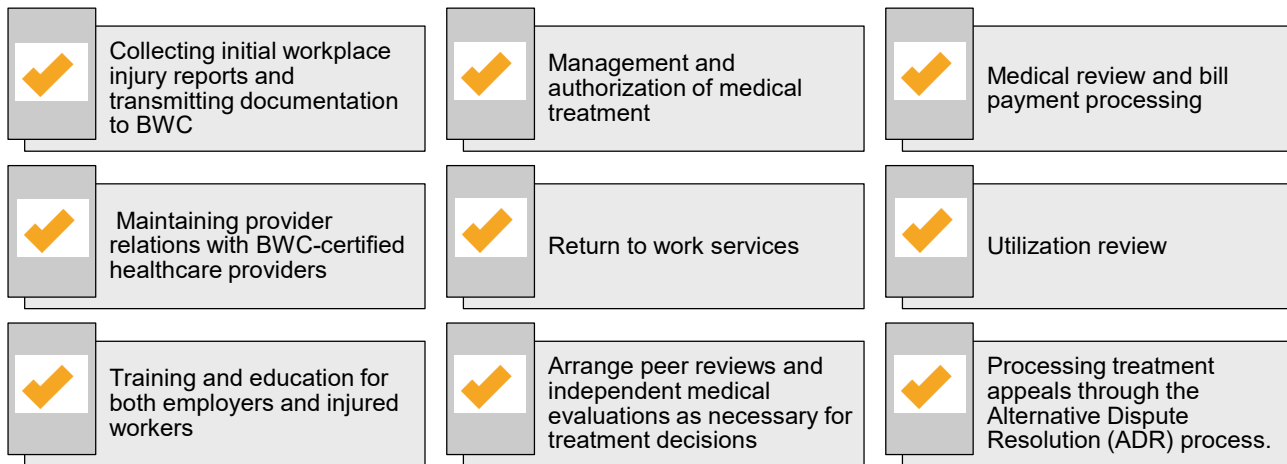 Collecting initial workplace
injury reports and
transmitting documentation
to BWC
Management and
authorization of medical
treatment
Medical review and bill
payment processing
Maintaining provider
relations with BWC-certified
healthcare providers
Return to work services
Utilization review
Training and education for
both employers and injured
workers
Arrange peer reviews and
independent medical
evaluations as necessary for
treatment decisions
Processing treatment
appeals through the
Alternative Dispute
Resolution (ADR) process.